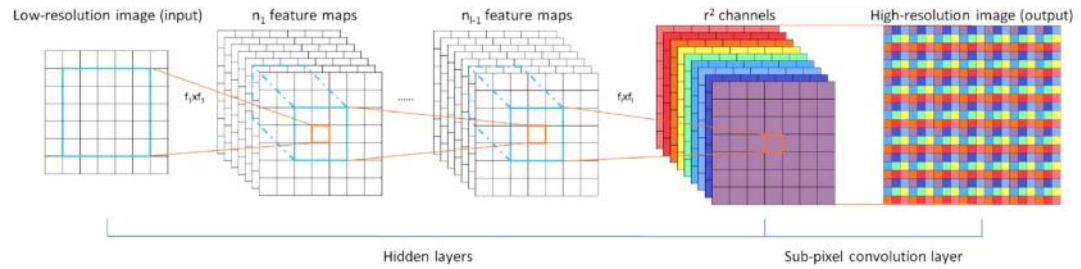 Low-resolution image (input)
n₁ feature maps
nₗ₋₁ feature maps
r² channels
High-resolution image (output)
f₁xf₁
......
fₗxfₗ
Hidden layers
Sub-pixel convolution layer